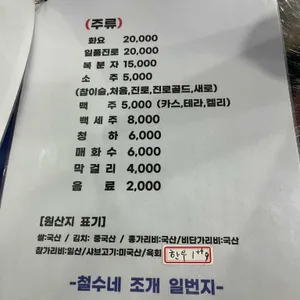 (주류)
화요 20,000
일품진로 20,000
복분자 15,000
소 주 5,000
(참이슬,처음,진로,진로골드,새로)
맥 주 5,000 (카스,테라,켈리)
백세주 8,000
청 하 6,000
매화수 6,000
막걸리 4,000
음 료 2,000
[원산지 표기]
쌀:국산 / 김치: 중국산 / 홍가리비:국산/비단가리비:국산
참가리비:일산/샤브고기:미국산/육회 한우 1++9
-철수네 조개 일번지-